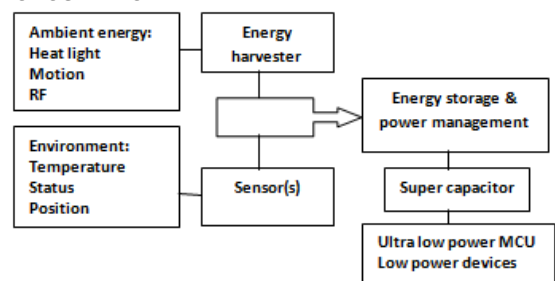 Ambient energy:
Heat light
Motion
RF
Energy
harvester
Energy storage &
power management
Environment:
Temperature
Status
Position
Sensor(s)
Super capacitor
Ultra low power MCU
Low power devices